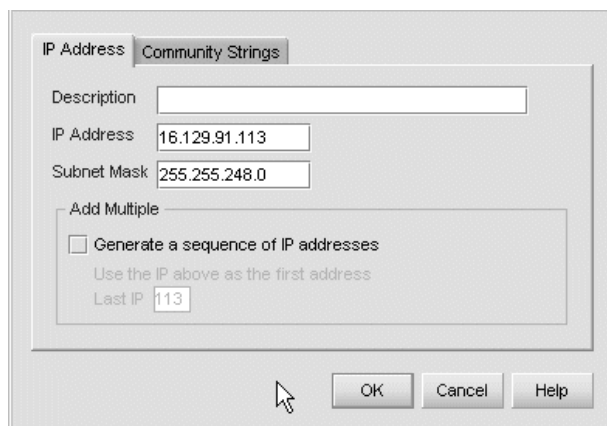 IP Address Community Strings
Description
IP Address 16.129.91.113
Subnet Mask 255.255.248.0
Add Multiple
Generate a sequence of IP addresses
Use the IP above as the first address
Last IP 113
OK Cancel Help